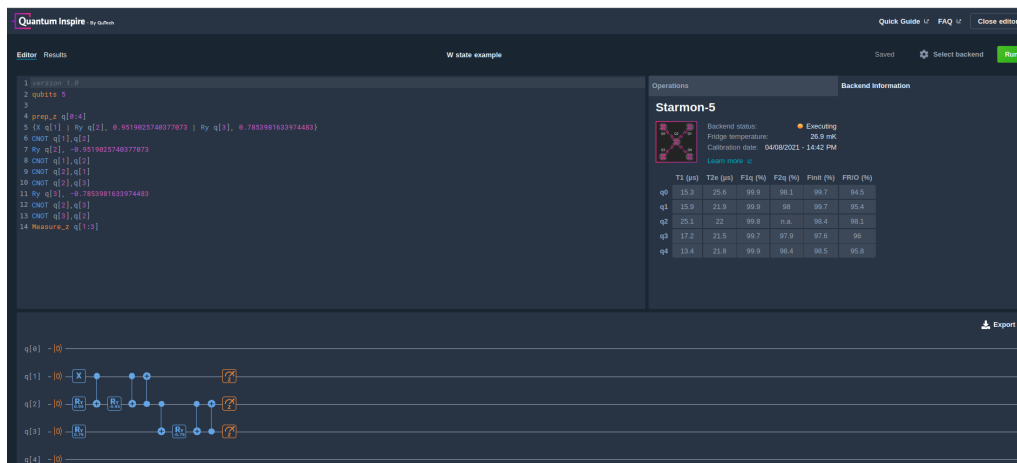 Quantum Inspire - By QuTech
Quick Guide FAQ Close editor
Editor Results
W state example
Saved Select backend Run
1 version 1.0
2 qubits 5
3
4 prep_z q[0:4]
5 {X q[1] | Ry q[2], 0.9519025740377073 | Ry q[3], 0.7853981633974483}
6 CNOT q[1],q[2]
7 Ry q[2], -0.9519025740377073
8 CNOT q[1],q[2]
9 CNOT q[2],q[1]
10 CNOT q[2],q[3]
11 Ry q[3], -0.7853981633974483
12 CNOT q[2],q[3]
13 CNOT q[3],q[2]
14 Measure_z q[1:3]
Operations Backend Information
Starmon-5
Backend status: Executing
Fridge temperature: 26.9 mK
Calibration date: 04/08/2021 - 14:42 PM
Learn more
T1 (µs) T2e (µs) F1q (%) F2q (%) Finit (%) FR/O (%)
q0 15.3 25.6 99.9 98.1 99.7 94.5
q1 15.9 21.9 99.9 98 99.7 95.4
q2 25.1 22 99.8 n.a. 98.4 98.1
q3 17.2 21.5 99.7 97.9 97.6 96
q4 13.4 21.8 99.9 98.4 98.5 95.8
Export
q[0] - |0⟩
q[1] - |0⟩ X Z
q[2] - |0⟩ Ry Ry Z
q[3] - |0⟩ Ry Ry Z
q[4] - |0⟩